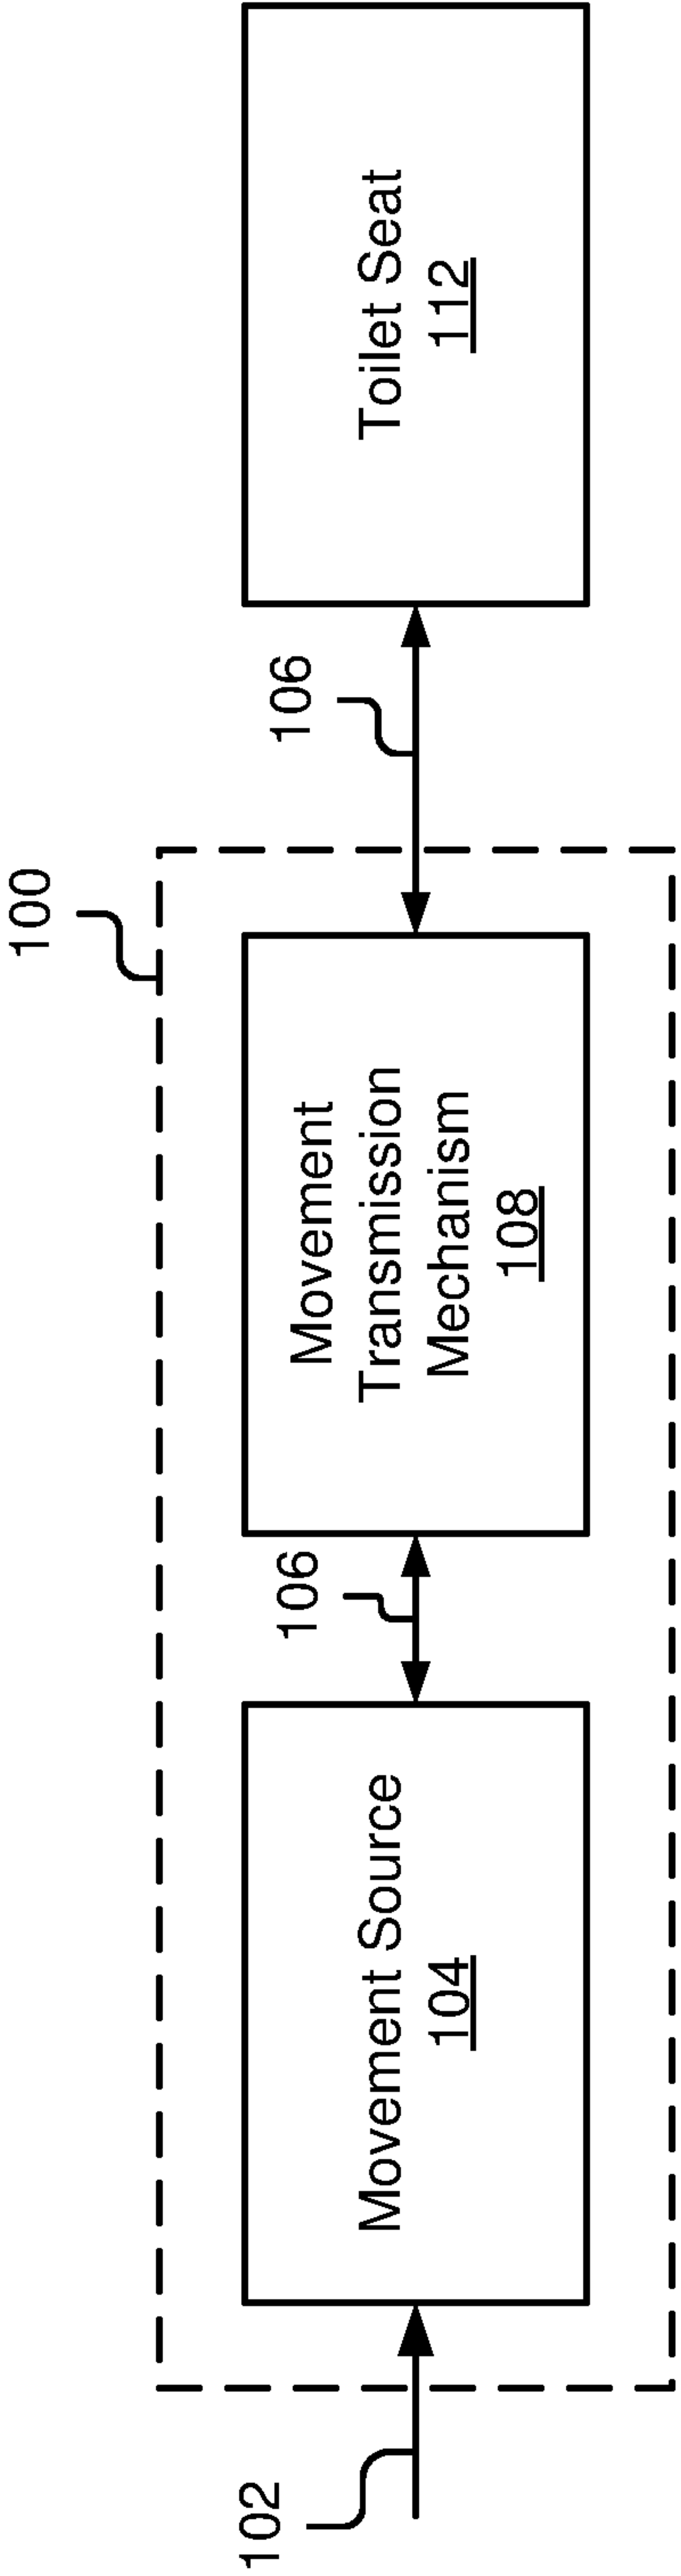 100
102
Movement Source
104
106
Movement
Transmission
Mechanism
108
106
Toilet Seat
112